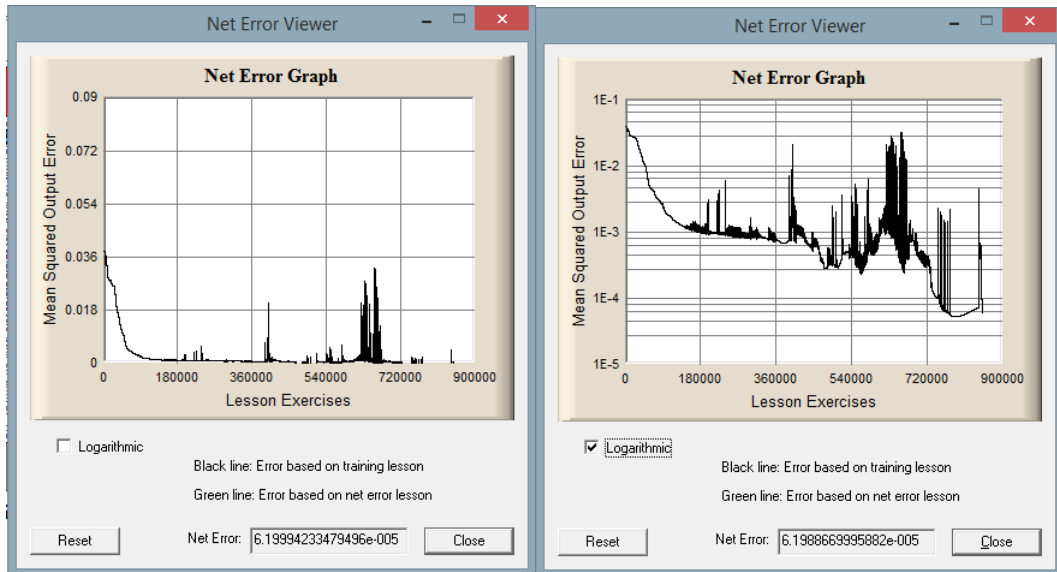 Net Error Viewer
Net Error Graph
Mean Squared Output Error
0.09
0.072
0.054
0.036
0.018
0
0 180000 360000 540000 720000 900000
Lesson Exercises
Logarithmic
Black line: Error based on training lesson
Green line: Error based on net error lesson
Reset
Net Error: 6.19994233479496e-005
Close
Net Error Viewer
Net Error Graph
Mean Squared Output Error
1E-1
1E-2
1E-3
1E-4
1E-5
0 180000 360000 540000 720000 900000
Lesson Exercises
Logarithmic
Black line: Error based on training lesson
Green line: Error based on net error lesson
Reset
Net Error: 6.1988669995882e-005
Close